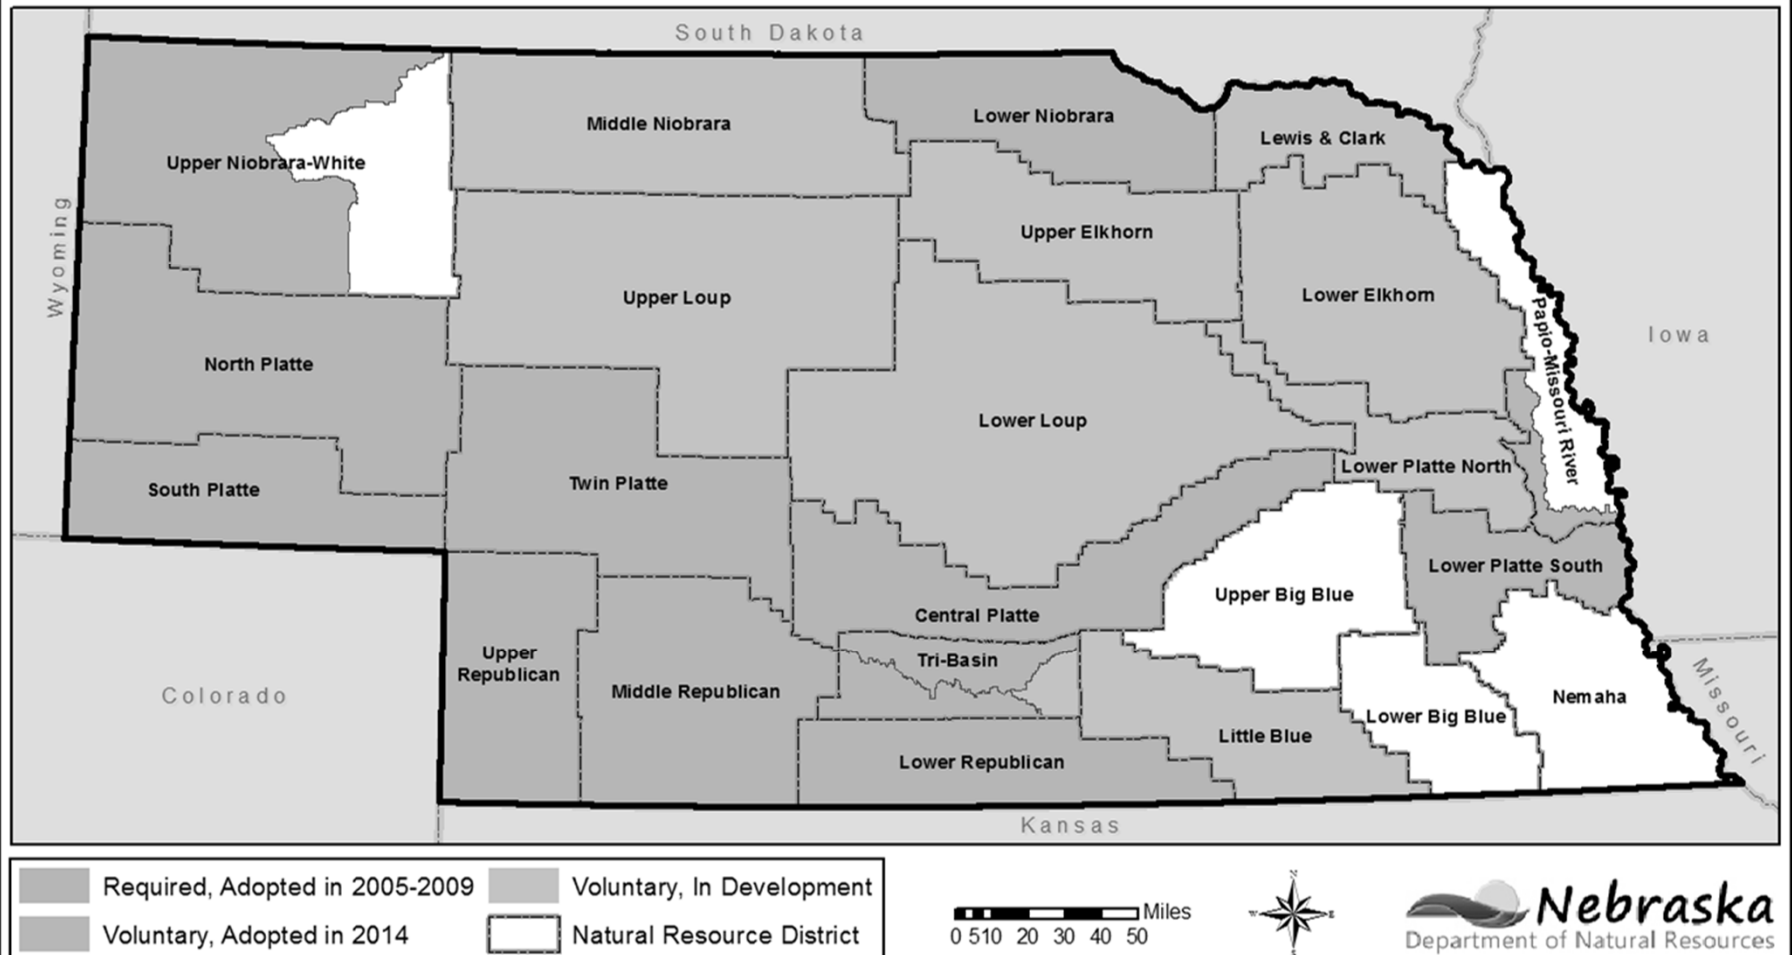 South Dakota
Middle Niobrara
Lower Niobrara
Lewis & Clark
Upper Niobrara-White
Wyoming
Upper Elkhorn
Upper Loup
Lower Elkhorn
Papio-Missouri River
Iowa
North Platte
Lower Loup
Lower Platte North
South Platte
Twin Platte
Lower Platte South
Upper Big Blue
Central Platte
Upper
Republican
Tri-Basin
Middle Republican
Colorado
Nemaha
Missouri
Lower Big Blue
Little Blue
Lower Republican
Kansas
Required, Adopted in 2005-2009
Voluntary, In Development
Voluntary, Adopted in 2014
Natural Resource District
Miles
0 510 20 30 40 50
N
W
E
S
Nebraska
Department of Natural Resources